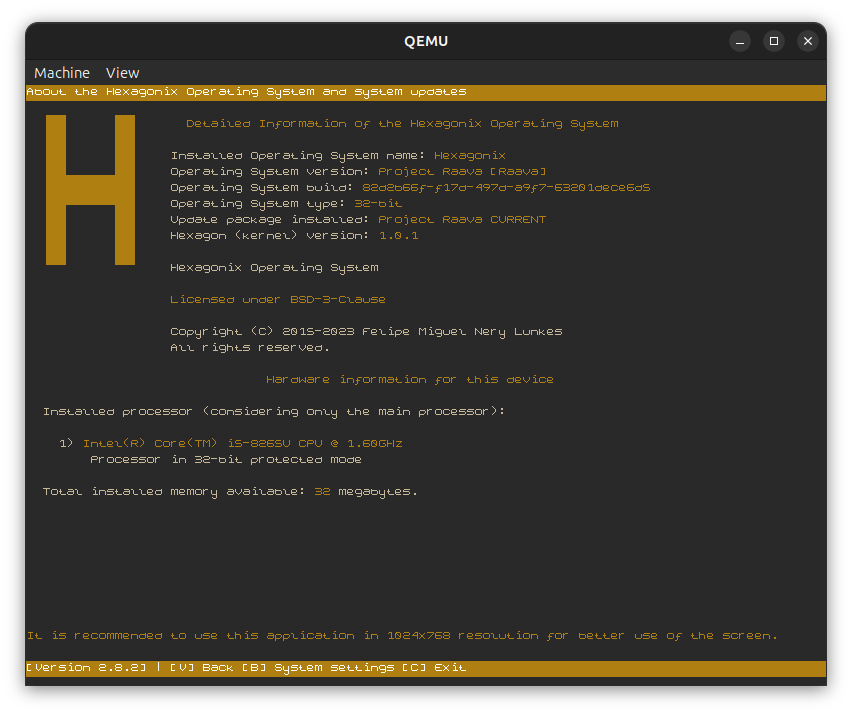 QEMU
Machine View
About the Hexagonix Operating System and system updates
H
Detailed Information of the Hexagonix Operating System
Installed Operating System name: Hexagonix
Operating System version: Project Raava [Raava]
Operating System build: 82d2b66f-f17d-497d-a9f7-63201dece6d5
Operating System type: 32-bit
Update package installed: Project Raava CURRENT
Hexagon (kernel) version: 1.0.1
Hexagonix Operating System
Licensed under BSD-3-Clause
Copyright (C) 2015-2023 Felipe Miguel Nery Lunkes
All rights reserved.
Hardware information for this device
Installed processor (considering only the main processor):
1) Intel(R) Core(TM) i5-8265U CPU @ 1.60GHz
Processor in 32-bit protected mode
Total installed memory available: 32 megabytes.
It is recommended to use this application in 1024x768 resolution for better use of the screen.
[Version 2.8.2] | [V] Back [B] System settings [C] Exit